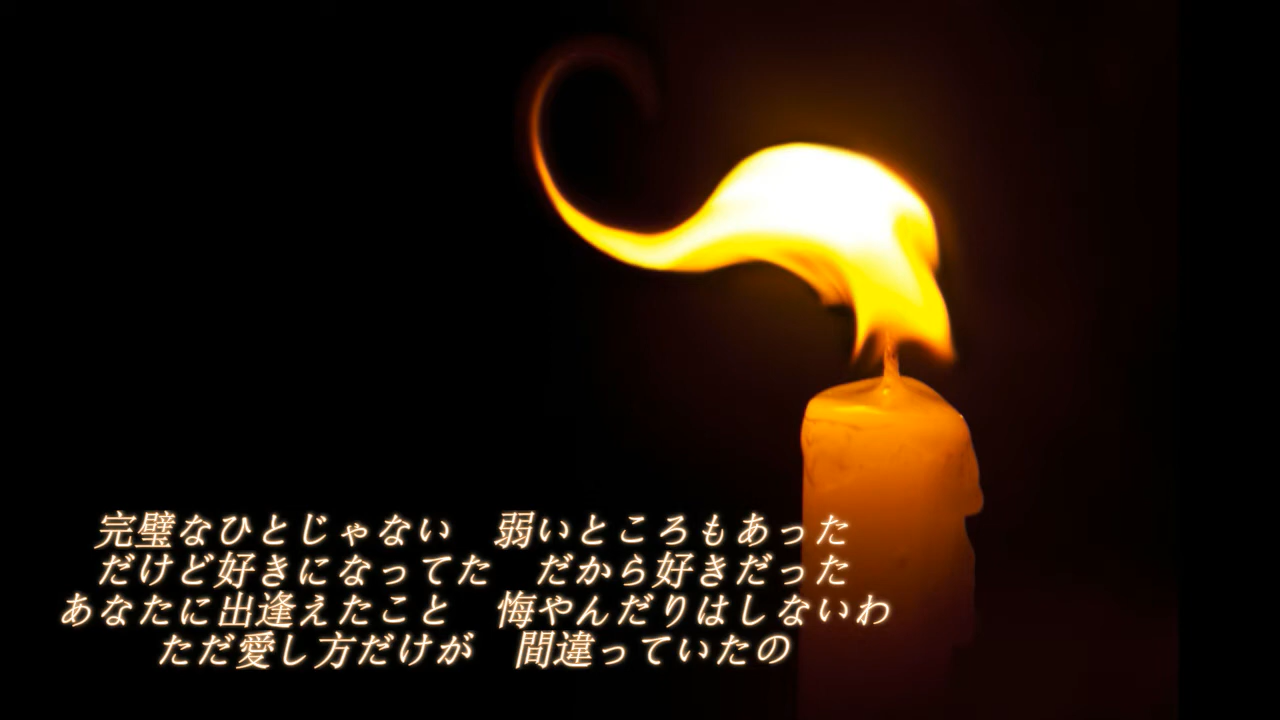 完璧なひとじゃない　弱いところもあった
だけど好きになってた　だから好きだった
あなたに出逢えたこと　悔やんだりはしないわ
ただ愛し方だけが　間違っていたの